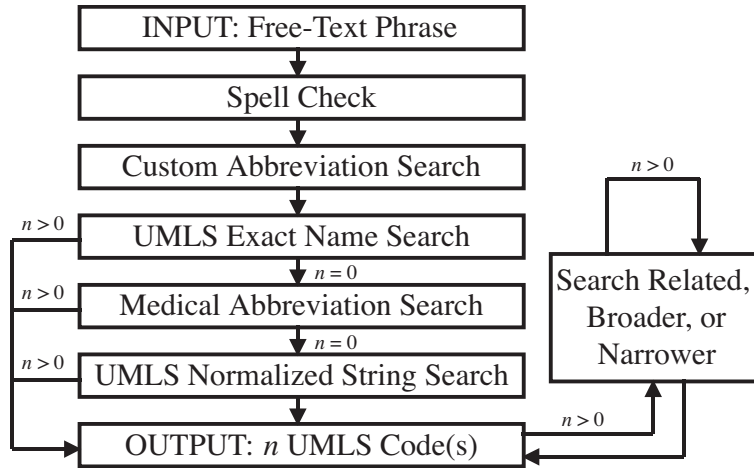 INPUT: Free-Text Phrase
Spell Check
Custom Abbreviation Search
n > 0
UMLS Exact Name Search
n = 0
n > 0
Medical Abbreviation Search
n = 0
n > 0
UMLS Normalized String Search
OUTPUT: n UMLS Code(s)
n > 0
n > 0
Search Related,
Broader, or
Narrower